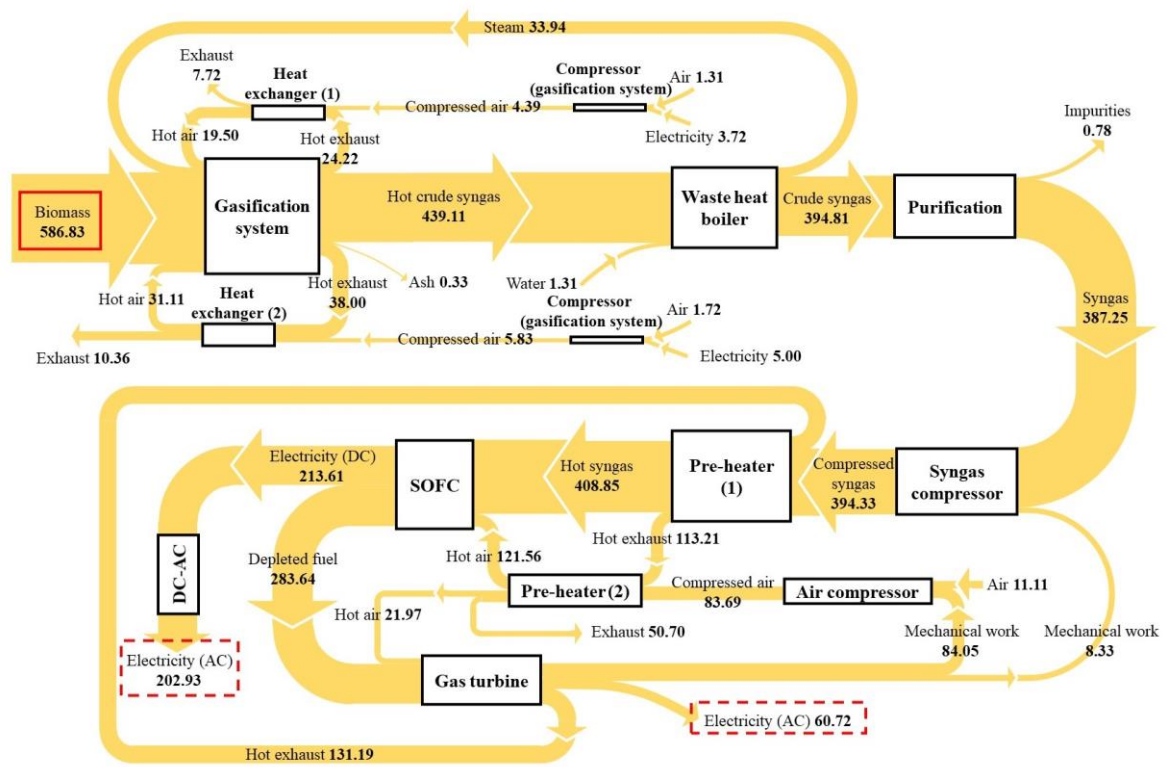 Steam 33.94
Exhaust
7.72
Heat
exchanger (1)
Compressor
(gasification system)
Air 1.31
Compressed air 4.39
Electricity 3.72
Impurities
0.78
Hot air 19.50
Hot exhaust
24.22
Biomass
586.83
Gasification
system
Hot crude syngas
439.11
Waste heat
boiler
Crude syngas
394.81
Purification
Hot air 31.11
Heat
exchanger (2)
Hot exhaust
38.00
Ash 0.33
Water 1.31
Compressor
(gasification system)
Air 1.72
Compressed air 5.83
Electricity 5.00
Exhaust 10.36
Syngas
387.25
Electricity (DC)
213.61
SOFC
Hot syngas
408.85
Pre-heater
(1)
Compressed
syngas
394.33
Syngas
compressor
Hot exhaust 113.21
Hot air 121.56
Depleted fuel
283.64
DC-AC
Pre-heater (2)
Compressed air
83.69
Air compressor
Air 11.11
Hot air 21.97
Exhaust 50.70
Mechanical work
84.05
Mechanical work
8.33
Electricity (AC)
202.93
Gas turbine
Electricity (AC) 60.72
Hot exhaust 131.19